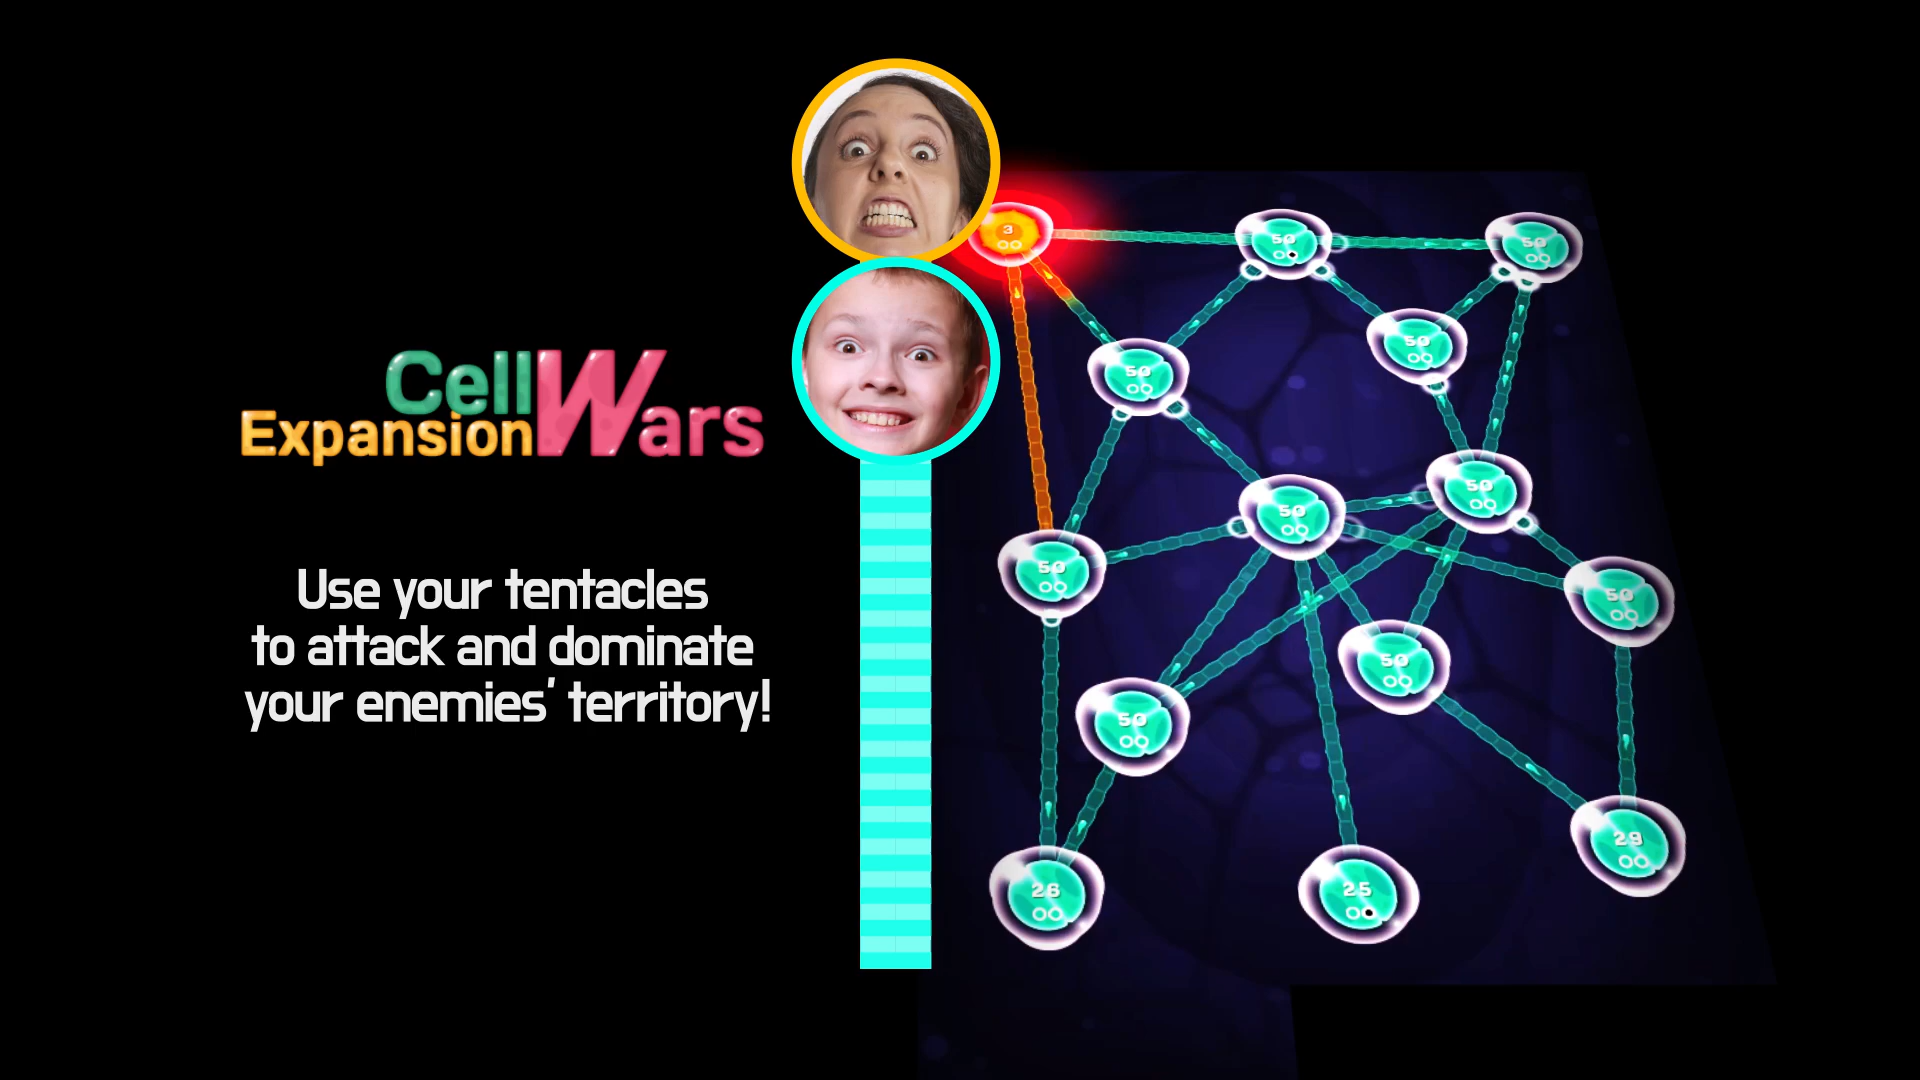 Cell
Expansion Wars
Use your tentacles
to attack and dominate
your enemies' territory!
3
50
50
50
50
50
50
50
50
50
50
26
25
29